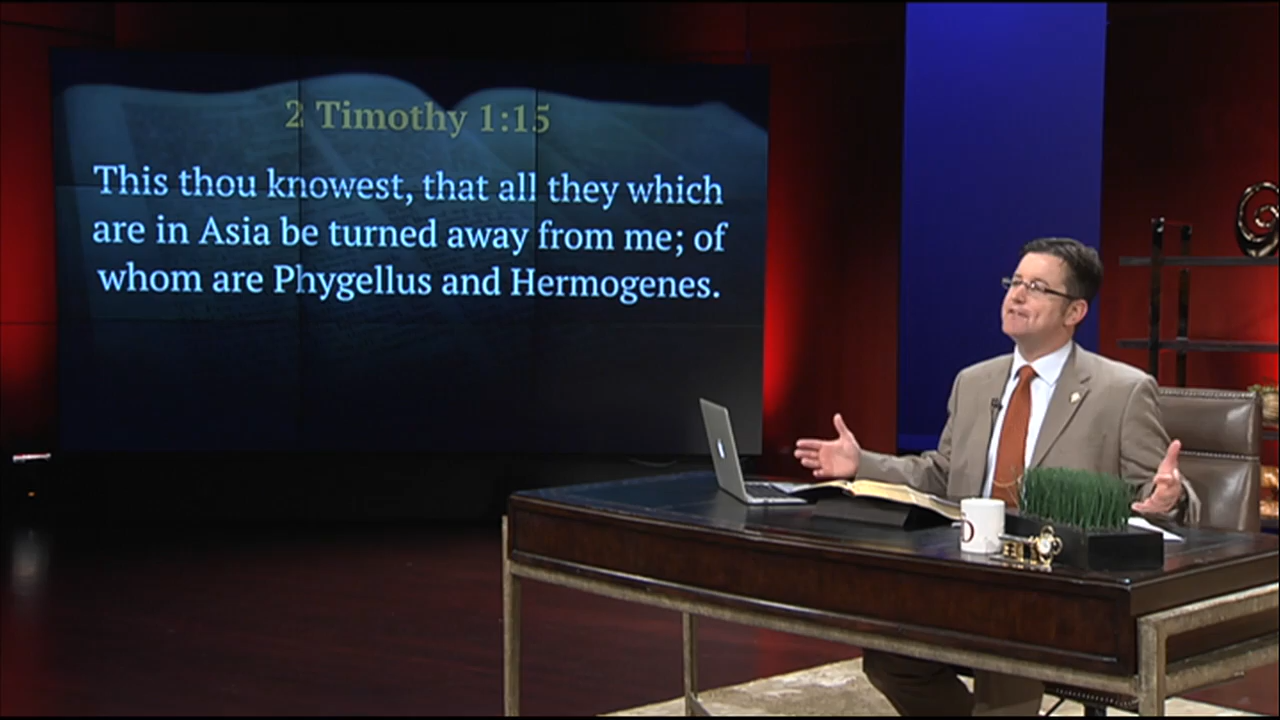 2 Timothy 1:15
This thou knowest, that all they which
are in Asia be turned away from me; of
whom are Phygellus and Hermogenes.